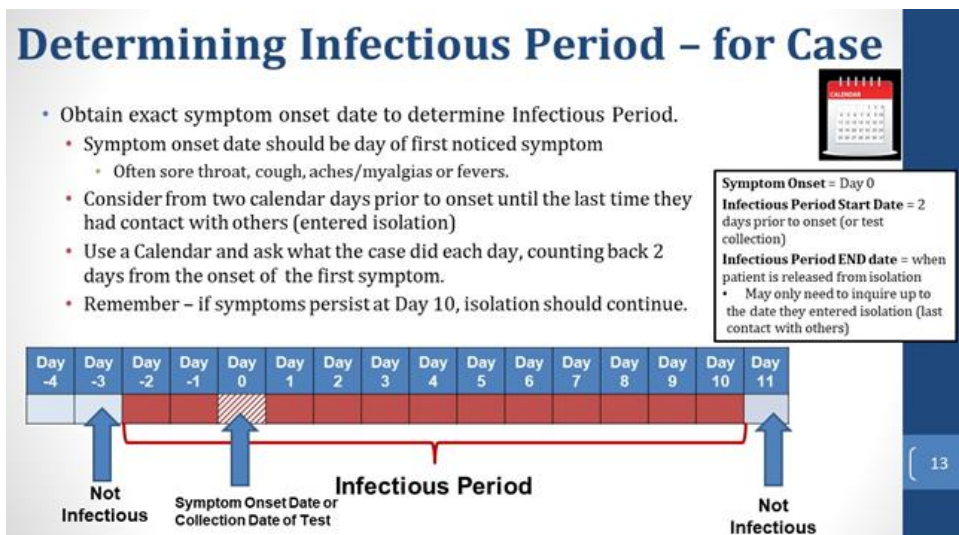 Determining Infectious Period – for Case
CALENDAR
• Obtain exact symptom onset date to determine Infectious Period.
• Symptom onset date should be day of first noticed symptom
• Often sore throat, cough, aches/myalgias or fevers.
• Consider from two calendar days prior to onset until the last time they
had contact with others (entered isolation)
• Use a Calendar and ask what the case did each day, counting back 2
days from the onset of the first symptom.
• Remember – if symptoms persist at Day 10, isolation should continue.
Symptom Onset = Day 0
Infectious Period Start Date = 2
days prior to onset (or test
collection)
Infectious Period END date = when
patient is released from isolation
• May only need to inquire up to
the date they entered isolation (last
contact with others)
Day Day Day Day Day Day Day Day Day Day Day Day Day Day Day Day
-4 -3 -2 -1 0 1 2 3 4 5 6 7 8 9 10 11
Not
Infectious
Symptom Onset Date or
Collection Date of Test
Infectious Period
Not
Infectious
13